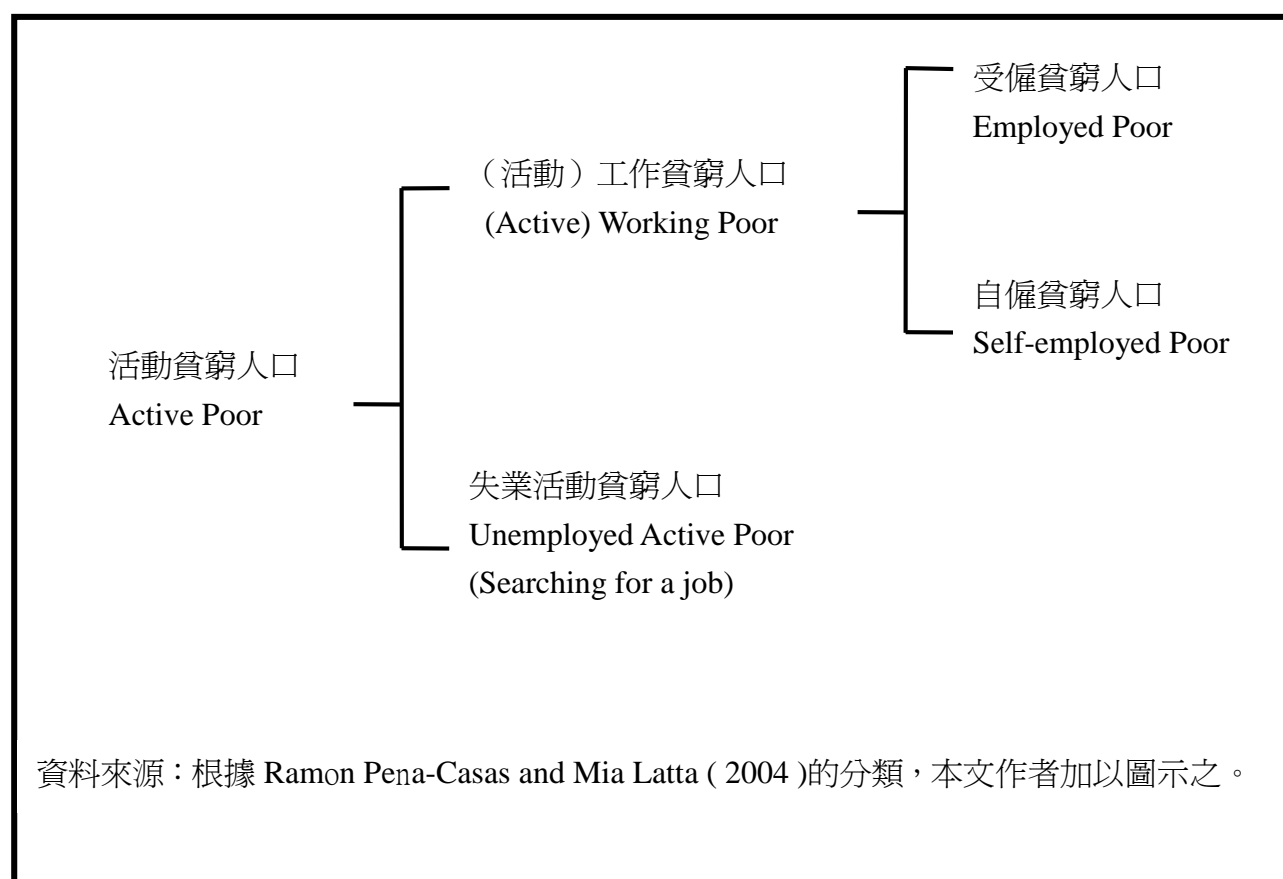 受僱貧窮人口
Employed Poor
（活動）工作貧窮人口
(Active) Working Poor
自僱貧窮人口
Self-employed Poor
活動貧窮人口
Active Poor
失業活動貧窮人口
Unemployed Active Poor
(Searching for a job)
資料來源：根據 Ramon Pena-Casas and Mia Latta ( 2004 )的分類，本文作者加以圖示之。